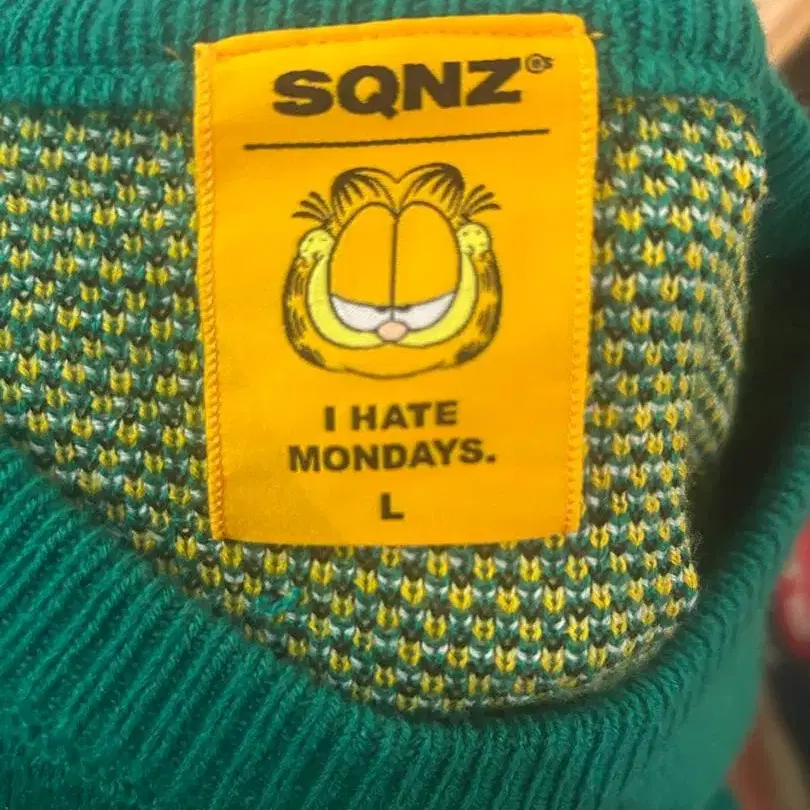 SQNZ®
I HATE
MONDAYS.
L